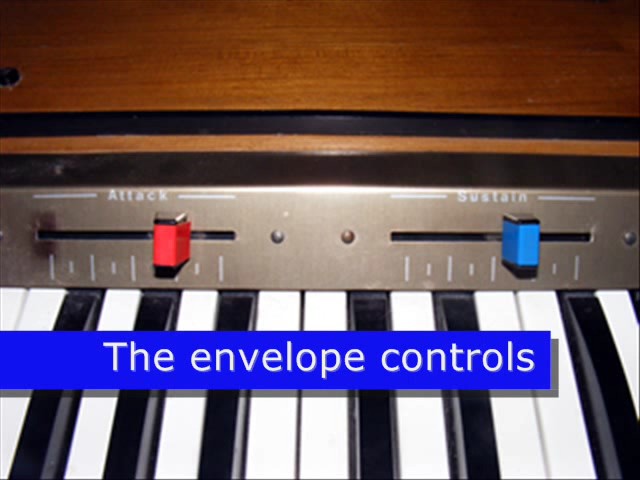 Attack
Sustain
The envelope controls